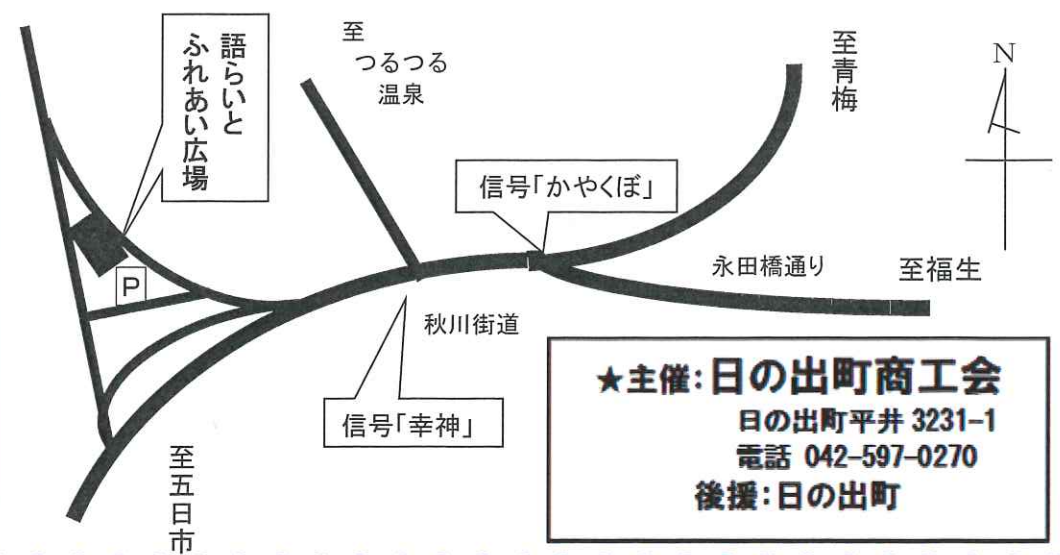 語らいと
ふれあい広場
至
つるつる
温泉
至青梅
N
信号「かやくぼ」
永田橋通り
至福生
P
秋川街道
信号「幸神」
至五日市
★主催:日の出町商工会
日の出町平井 3231-1
電話 042-597-0270
後援:日の出町